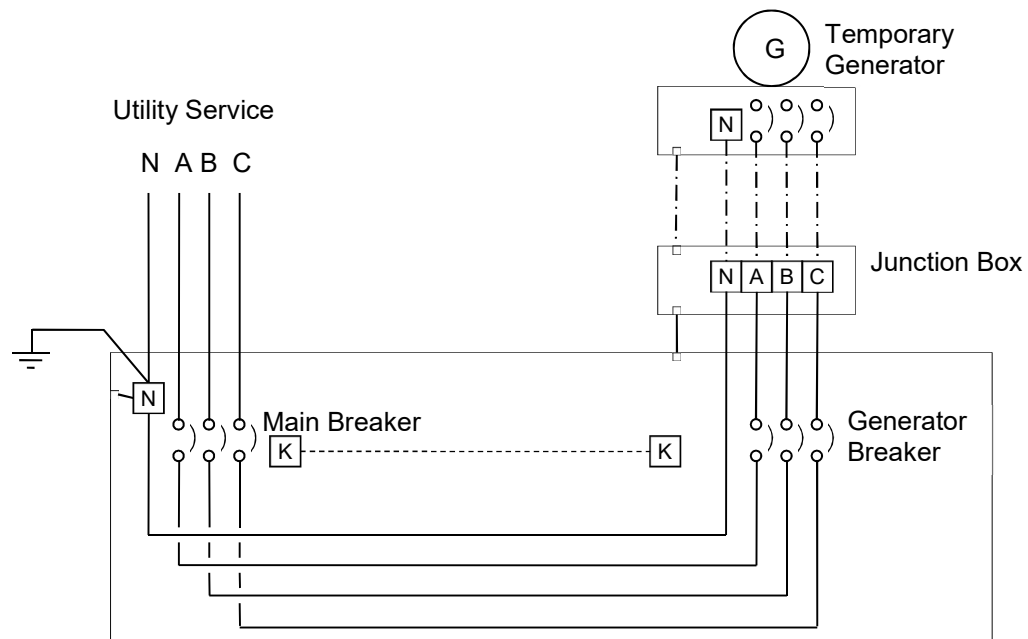 G
Temporary
Generator
Utility Service
N
N A B C
Junction Box
N A B C
N
Main Breaker
Generator
Breaker
K
K